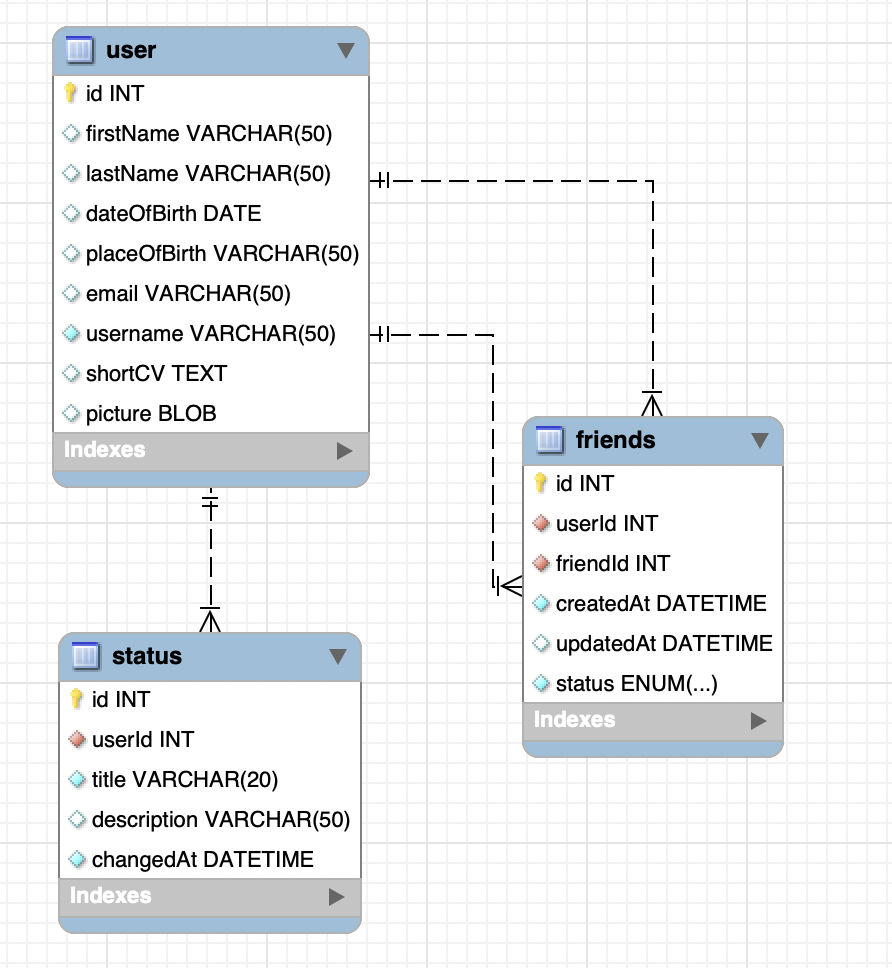 user
id INT
firstName VARCHAR(50)
lastName VARCHAR(50)
dateOfBirth DATE
placeOfBirth VARCHAR(50)
email VARCHAR(50)
username VARCHAR(50)
shortCV TEXT
picture BLOB
Indexes
friends
id INT
userId INT
friendId INT
createdAt DATETIME
updatedAt DATETIME
status ENUM(...)
Indexes
status
id INT
userId INT
title VARCHAR(20)
description VARCHAR(50)
changedAt DATETIME
Indexes